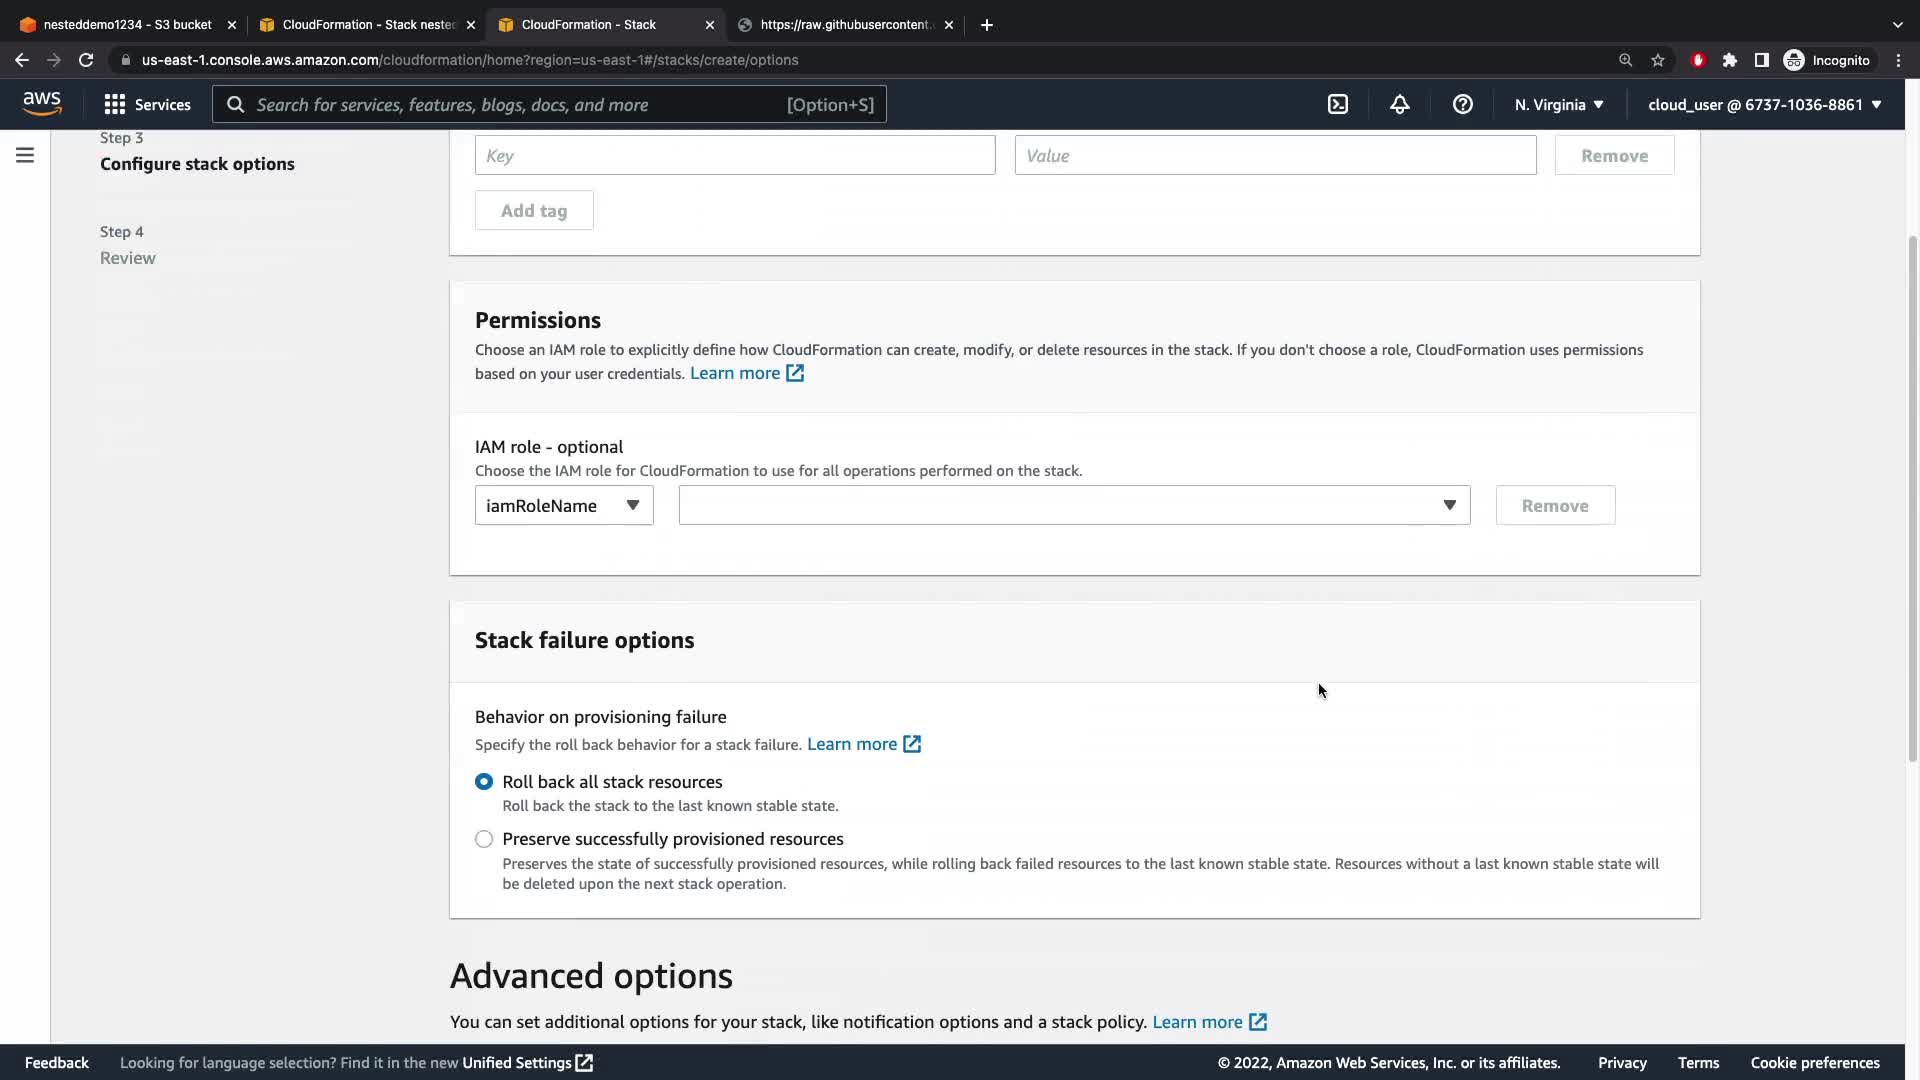 nesteddemo1234 - S3 bucket
CloudFormation - Stack neste
CloudFormation - Stack
https://raw.githubusercontent.
us-east-1.console.aws.amazon.com/cloudformation/home?region=us-east-1#/stacks/create/options
Incognito
aws
Services
Search for services, features, blogs, docs, and more
[Option+S]
N. Virginia
cloud_user @ 6737-1036-8861
Step 3
Configure stack options
Step 4
Review
Key
Value
Remove
Add tag
Permissions
Choose an IAM role to explicitly define how CloudFormation can create, modify, or delete resources in the stack. If you don't choose a role, CloudFormation uses permissions
based on your user credentials. Learn more
IAM role - optional
Choose the IAM role for CloudFormation to use for all operations performed on the stack.
iamRoleName
Remove
Stack failure options
Behavior on provisioning failure
Specify the roll back behavior for a stack failure. Learn more
Roll back all stack resources
Roll back the stack to the last known stable state.
Preserve successfully provisioned resources
Preserves the state of successfully provisioned resources, while rolling back failed resources to the last known stable state. Resources without a last known stable state will
be deleted upon the next stack operation.
Advanced options
You can set additional options for your stack, like notification options and a stack policy. Learn more
Feedback
Looking for language selection? Find it in the new Unified Settings
© 2022, Amazon Web Services, Inc. or its affiliates.
Privacy
Terms
Cookie preferences